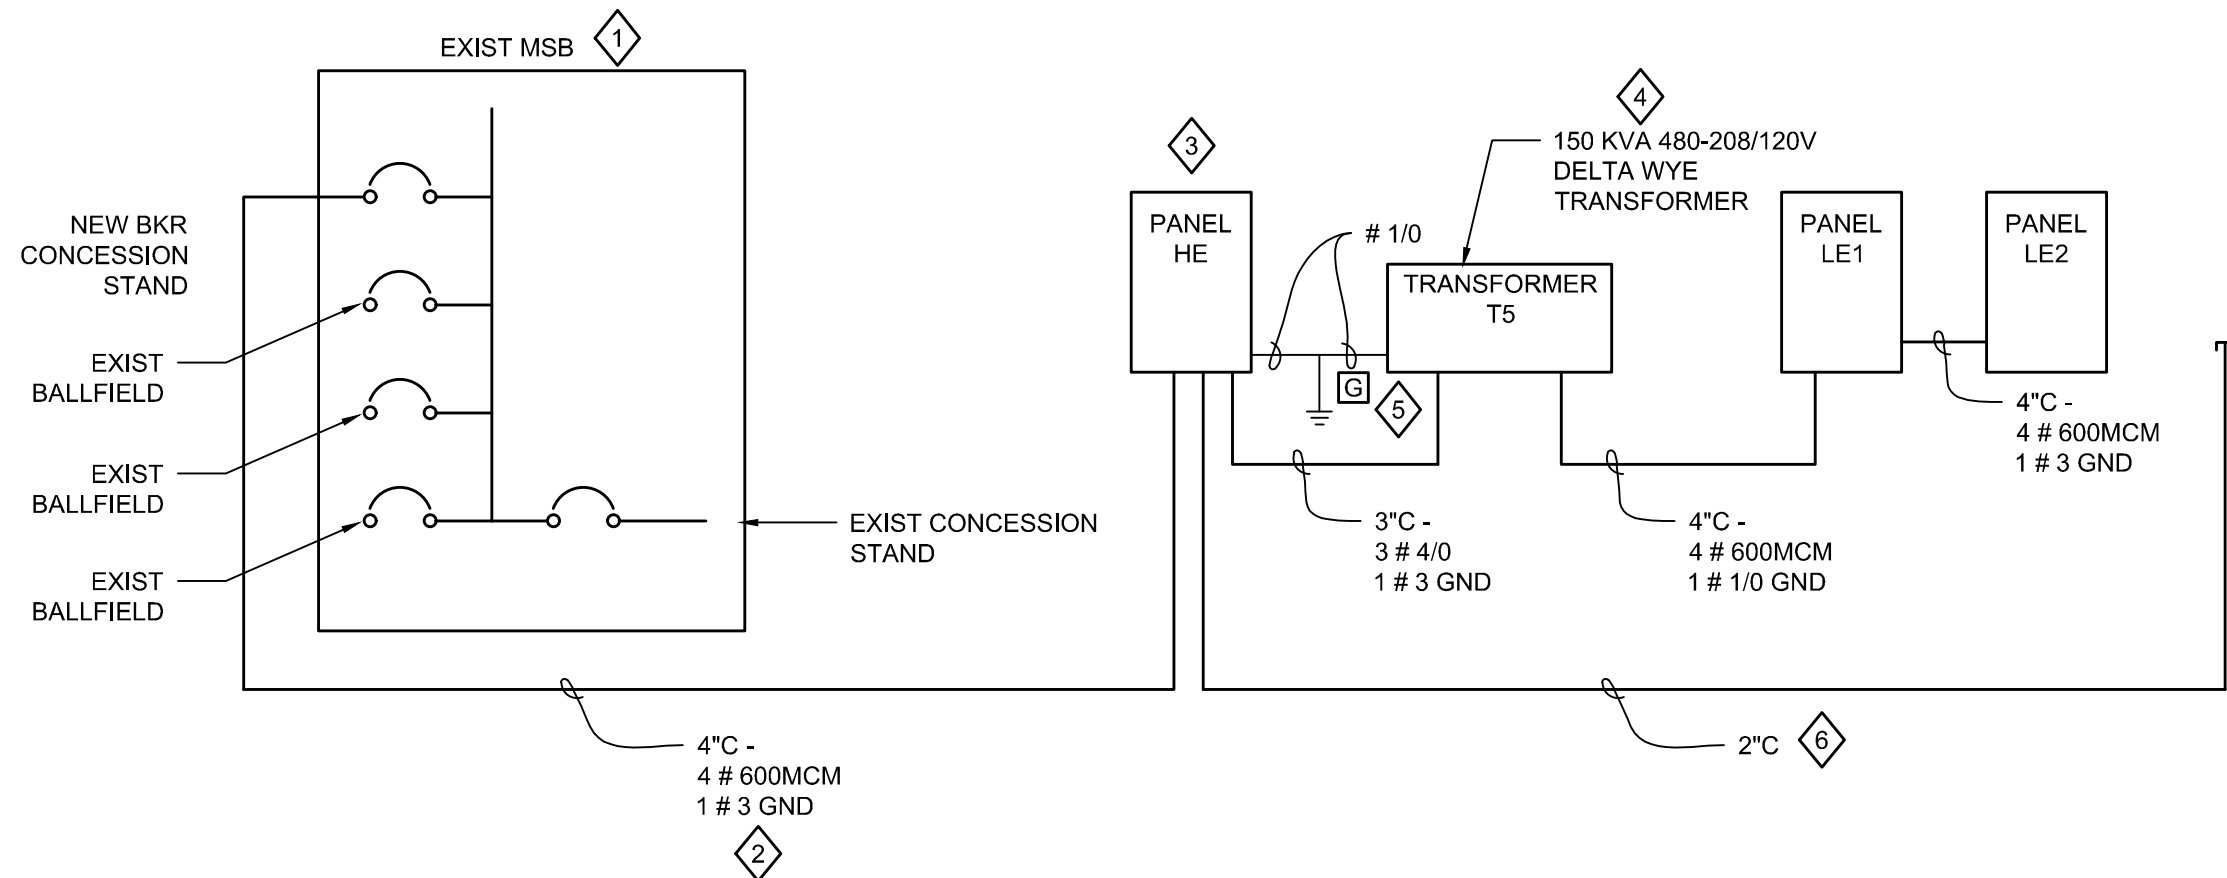 EXIST MSB
1
NEW BKR
CONCESSION
STAND
EXIST
BALLFIELD
EXIST
BALLFIELD
EXIST
BALLFIELD
EXIST CONCESSION
STAND
4"C -
4 # 600MCM
1 # 3 GND
2
3
PANEL
HE
# 1/0
4
150 KVA 480-208/120V
DELTA WYE
TRANSFORMER
TRANSFORMER
T5
G
5
3"C -
3 # 4/0
1 # 3 GND
4"C -
4 # 600MCM
1 # 1/0 GND
PANEL
LE1
PANEL
LE2
4"C -
4 # 600MCM
1 # 3 GND
2"C
6